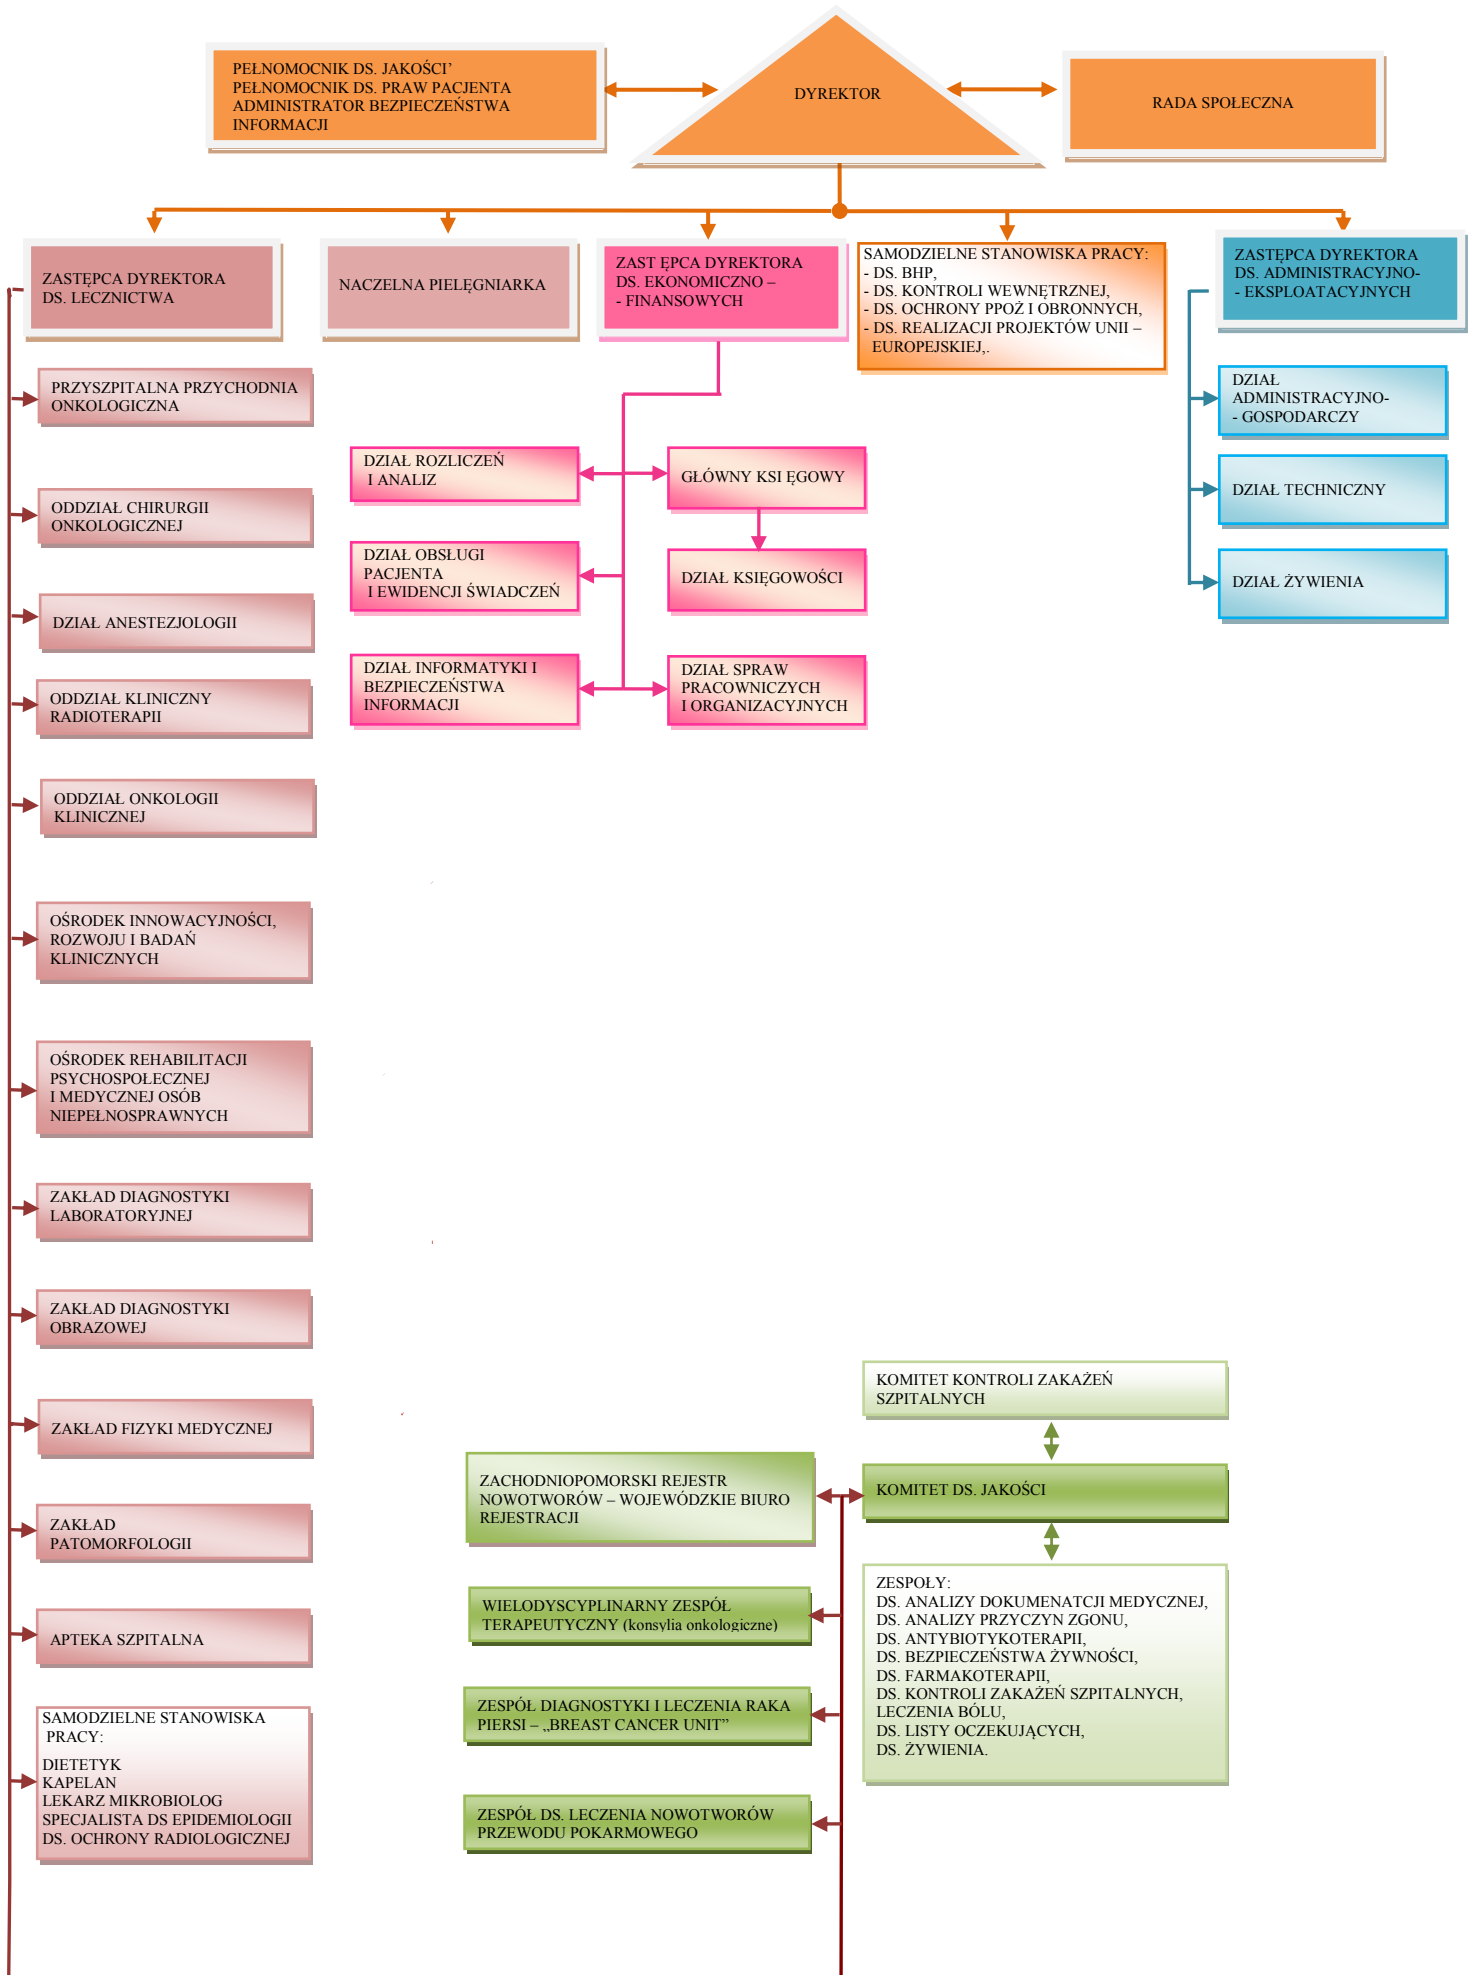 PEŁNOMOCNIK DS. JAKOŚCI’
PEŁNOMOCNIK DS. PRAW PACJENTA
ADMINISTRATOR BEZPIECZEŃSTWA
INFORMACJI
DYREKTOR
RADA SPOŁECZNA
ZASTĘPCA DYREKTORA
DS. LECZNICTWA
NACZELNA PIELĘGNIARKA
ZAST ĘPCA DYREKTORA
DS. EKONOMICZNO –
- FINANSOWYCH
SAMODZIELNE STANOWISKA PRACY:
- DS. BHP,
- DS. KONTROLI WEWNĘTRZNEJ,
- DS. OCHRONY PPOŻ I OBRONNYCH,
- DS. REALIZACJI PROJEKTÓW UNII –
EUROPEJSKIEJ,.
ZASTĘPCA DYREKTORA
DS. ADMINISTRACYJNO-
- EKSPLOATACYJNYCH
PRZYSZPITALNA PRZYCHODNIA
ONKOLOGICZNA
ODDZIAŁ CHIRURGII
ONKOLOGICZNEJ
DZIAŁ ANESTEZJOLOGII
ODDZIAŁ KLINICZNY
RADIOTERAPII
ODDZIAŁ ONKOLOGII
KLINICZNEJ
OŚRODEK INNOWACYJNOŚCI,
ROZWOJU I BADAŃ
KLINICZNYCH
OŚRODEK REHABILITACJI
PSYCHOSPOŁECZNEJ
I MEDYCZNEJ OSÓB
NIEPEŁNOSPRAWNYCH
ZAKŁAD DIAGNOSTYKI
LABORATORYJNEJ
ZAKŁAD DIAGNOSTYKI
OBRAZOWEJ
ZAKŁAD FIZYKI MEDYCZNEJ
ZAKŁAD
PATOMORFOLOGII
APTEKA SZPITALNA
SAMODZIELNE STANOWISKA
PRACY:
DIETETYK
KAPELAN
LEKARZ MIKROBIOLOG
SPECJALISTA DS EPIDEMIOLOGII
DS. OCHRONY RADIOLOGICZNEJ
DZIAŁ ROZLICZEŃ
I ANALIZ
GŁÓWNY KSI ĘGOWY
DZIAŁ OBSŁUGI
PACJENTA
I EWIDENCJI ŚWIADCZEŃ
DZIAŁ KSIĘGOWOŚCI
DZIAŁ INFORMATYKI I
BEZPIECZEŃSTWA
INFORMACJI
DZIAŁ SPRAW
PRACOWNICZYCH
I ORGANIZACYJNYCH
DZIAŁ
ADMINISTRACYJNO-
- GOSPODARCZY
DZIAŁ TECHNICZNY
DZIAŁ ŻYWIENIA
KOMITET KONTROLI ZAKAŻEŃ
SZPITALNYCH
ZACHODNIOPOMORSKI REJESTR
NOWOTWORÓW – WOJEWÓDZKIE BIURO
REJESTRACJI
KOMITET DS. JAKOŚCI
WIELODYSCYPLINARNY ZESPÓŁ
TERAPEUTYCZNY (konsylia onkologiczne)
ZESPÓŁ DIAGNOSTYKI I LECZENIA RAKA
PIERSI – „BREAST CANCER UNIT”
ZESPÓŁ DS. LECZENIA NOWOTWORÓW
PRZEWODU POKARMOWEGO
ZESPOŁY:
DS. ANALIZY DOKUMENATCJI MEDYCZNEJ,
DS. ANALIZY PRZYCZYN ZGONU,
DS. ANTYBIOTYKOTERAPII,
DS. BEZPIECZEŃSTWA ŻYWNOŚCI,
DS. FARMAKOTERAPII,
DS. KONTROLI ZAKAŻEŃ SZPITALNYCH,
LECZENIA BÓLU,
DS. LISTY OCZEKUJĄCYCH,
DS. ŻYWIENIA.